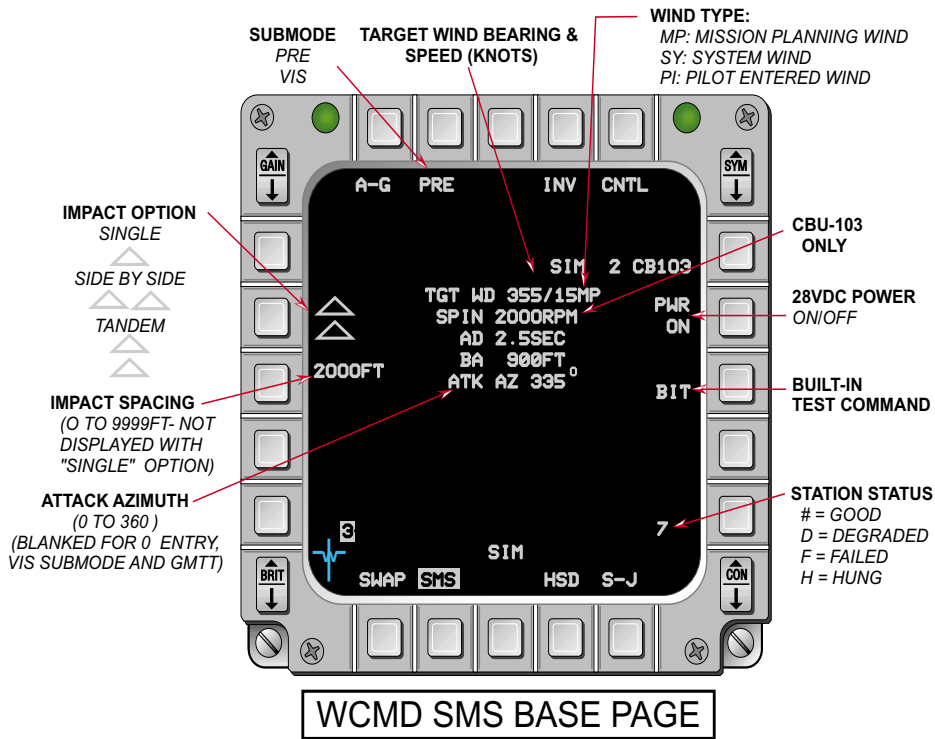 WIND TYPE:
MP: MISSION PLANNING WIND
SY: SYSTEM WIND
PI: PILOT ENTERED WIND
SUBMODE
PRE
VIS
TARGET WIND BEARING &
SPEED (KNOTS)
GAIN
SYM
A-G PRE INV CNTL
IMPACT OPTION
SINGLE
SIDE BY SIDE
TANDEM
CBU-103
ONLY
SIM 2 CB103
TGT WD 355/15MP
SPIN 2000RPM
AD 2.5SEC
BA 900FT
ATK AZ 335°
PWR
ON
28VDC POWER
ON/OFF
2000FT
BIT
BUILT-IN
TEST COMMAND
IMPACT SPACING
(O TO 9999FT- NOT
DISPLAYED WITH
"SINGLE" OPTION)
ATTACK AZIMUTH
(0 TO 360 )
(BLANKED FOR 0 ENTRY,
VIS SUBMODE AND GMTT)
STATION STATUS
# = GOOD
D = DEGRADED
F = FAILED
H = HUNG
3
7
SIM
BRIT
CON
SWAP SMS HSD S-J
WCMD SMS BASE PAGE